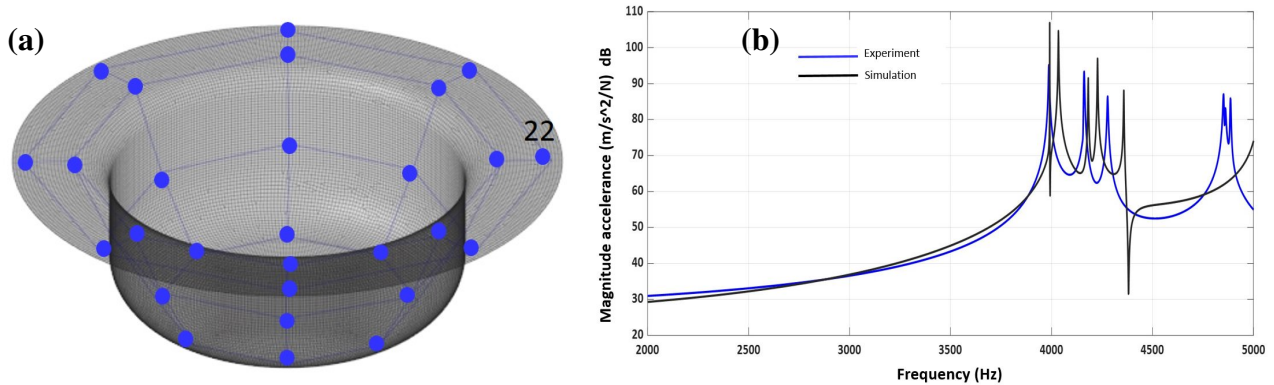 (a)
22
(b)
Experiment
Simulation
110
100
90
80
70
60
50
40
30
20
Magnitude accelerance (m/s^2/N) dB
2000 2500 3000 3500 4000 4500 5000
Frequency (Hz)